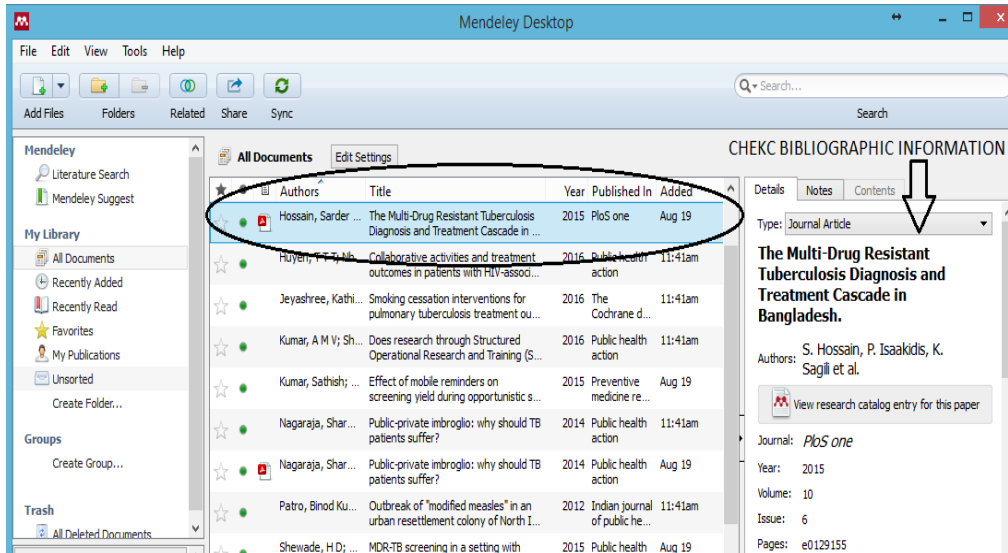 Mendeley Desktop
File Edit View Tools Help
Search...
Add Files Folders Related Share Sync Search
CHEKC BIBLIOGRAPHIC INFORMATION
Mendeley
Literature Search
Mendeley Suggest
My Library
All Documents
Recently Added
Recently Read
Favorites
My Publications
Unsorted
Create Folder...
Groups
Create Group...
Trash
All Deleted Documents
All Documents Edit Settings
Authors Title Year Published In Added
Hossain, Sarder ... The Multi-Drug Resistant Tuberculosis 2015 PloS one Aug 19
Diagnosis and Treatment Cascade in ...
Huyen, T T T; Nh... Collaborative activities and treatment 2016 Public health 11:41am
outcomes in patients with HIV-associ... action
Jeyashree, Kathi... Smoking cessation interventions for 2016 The 11:41am
pulmonary tuberculosis treatment ou... Cochrane d...
Kumar, A M V; Sh... Does research through Structured 2016 Public health 11:41am
Operational Research and Training (S... action
Kumar, Sathish; ... Effect of mobile reminders on 2015 Preventive Aug 19
screening yield during opportunistic s... medicine re...
Nagaraja, Shar... Public-private imbroglio: why should TB 2014 Public health 11:41am
patients suffer? action
Nagaraja, Shar... Public-private imbroglio: why should TB 2014 Public health Aug 19
patients suffer? action
Patro, Binod Ku... Outbreak of "modified measles" in an 2012 Indian journal 11:41am
urban resettlement colony of North I... of public he...
Shewade, H D; ... MDR-TB screening in a setting with 2015 Public health Aug 19
Details Notes Contents
Type: Journal Article
The Multi-Drug Resistant
Tuberculosis Diagnosis and
Treatment Cascade in
Bangladesh.
Authors: S. Hossain, P. Isaakidis, K.
Sagili et al.
View research catalog entry for this paper
Journal: PloS one
Year: 2015
Volume: 10
Issue: 6
Pages: e0129155